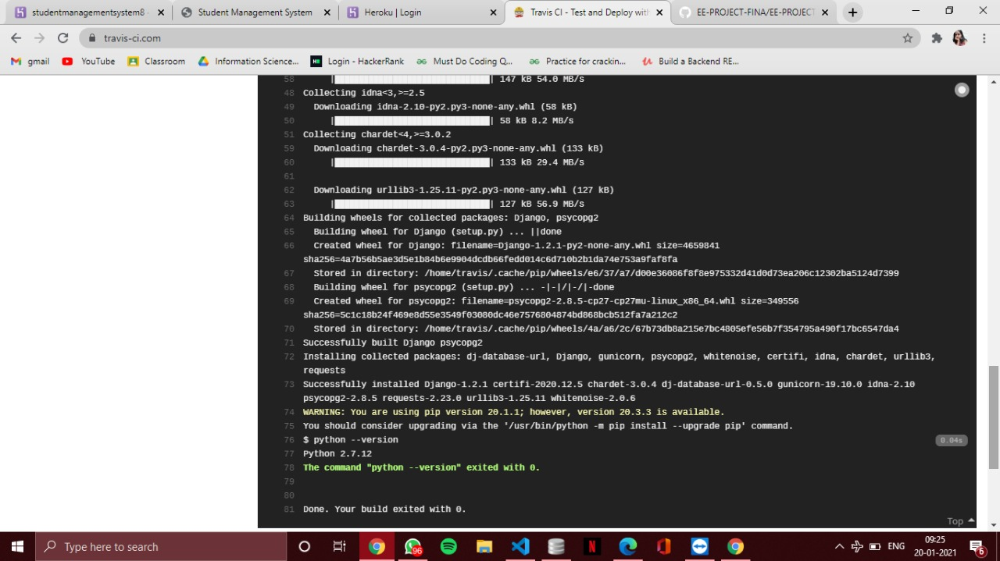 studentmanagementsystem8
Student Management System
Heroku | Login
Travis CI - Test and Deploy with
EE-PROJECT-FINA/EE-PROJECT
travis-ci.com
gmail
YouTube
Classroom
Information Science...
Login - HackerRank
Must Do Coding Q...
Practice for crackin...
Build a Backend RE...
58 147 kB 54.0 MB/s
48 Collecting idna<3,>=2.5
49 Downloading idna-2.10-py2.py3-none-any.whl (58 kB)
50 |████████████████████████████████| 58 kB 8.2 MB/s
51 Collecting chardet<4,>=3.0.2
59 Downloading chardet-3.0.4-py2.py3-none-any.whl (133 kB)
60 |████████████████████████████████| 133 kB 29.4 MB/s
61
62 Downloading urllib3-1.25.11-py2.py3-none-any.whl (127 kB)
63 |████████████████████████████████| 127 kB 56.9 MB/s
64 Building wheels for collected packages: Django, psycopg2
65 Building wheel for Django (setup.py) ... ||done
66 Created wheel for Django: filename=Django-1.2.1-py2-none-any.whl size=4659841
sha256=4a7b56b5ae3d5e1b84b6e9904dcdb66fedd014c6d710b2b1da74e753a9faf8fa
67 Stored in directory: /home/travis/.cache/pip/wheels/e6/37/a7/d00e36086f8f8e975332d41d0d73ea206c12302ba5124d7399
68 Building wheel for psycopg2 (setup.py) ... -|-|/|-/|-done
69 Created wheel for psycopg2: filename=psycopg2-2.8.5-cp27-cp27mu-linux_x86_64.whl size=349556
sha256=5c1c18b24f469e8d55e3549f03080dc46e7576804874bd868bcb512fa7a212c2
70 Stored in directory: /home/travis/.cache/pip/wheels/4a/a6/2c/67b73db8a215e7bc4805efe56b7f354795a490f17bc6547da4
71 Successfully built Django psycopg2
72 Installing collected packages: dj-database-url, Django, gunicorn, psycopg2, whitenoise, certifi, idna, chardet, urllib3,
requests
73 Successfully installed Django-1.2.1 certifi-2020.12.5 chardet-3.0.4 dj-database-url-0.5.0 gunicorn-19.10.0 idna-2.10
psycopg2-2.8.5 requests-2.23.0 urllib3-1.25.11 whitenoise-2.0.6
74 WARNING: You are using pip version 20.1.1; however, version 20.3.3 is available.
75 You should consider upgrading via the '/usr/bin/python -m pip install --upgrade pip' command.
76 $ python --version 0.04s
77 Python 2.7.12
78 The command "python --version" exited with 0.
79
80
81 Done. Your build exited with 0.
Top
Type here to search
96
ENG
09:25
20-01-2021
6